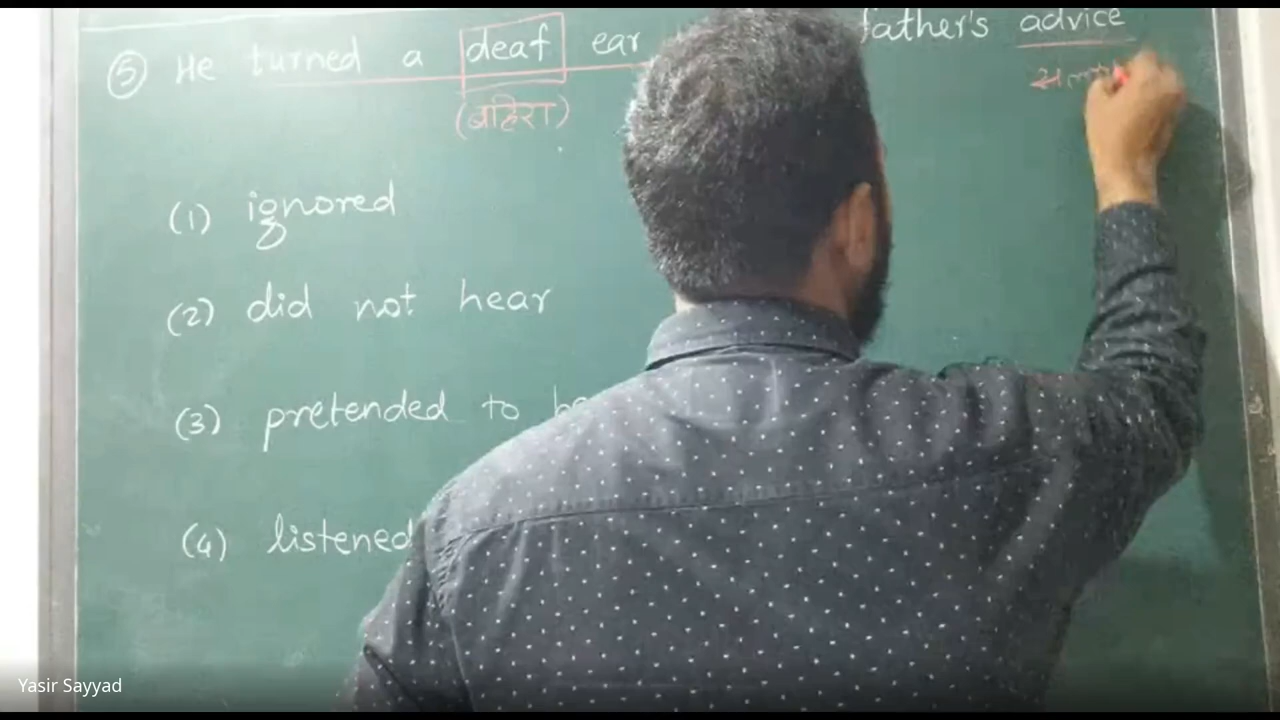 ⑤ He turned a deaf ear father's advice
(बहिरा)
(1) ignored
(2) did not hear
(3) pretended to
(4) listened
Yasir Sayyad